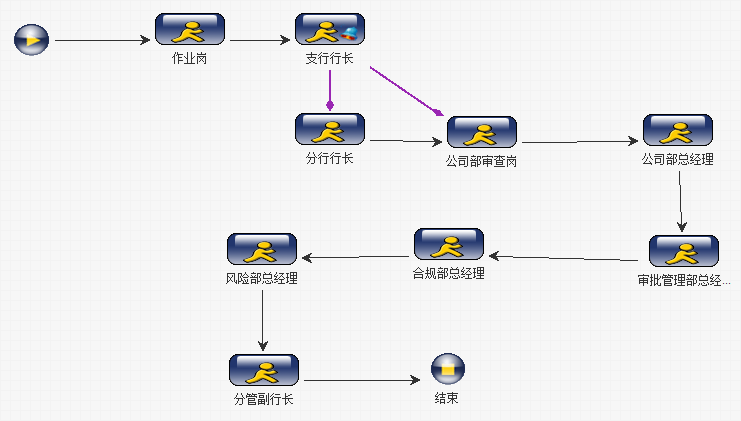 作业岗
支行行长
分行行长
公司部审查岗
公司部总经理
风险部总经理
合规部总经理
审批管理部总经...
分管副行长
结束